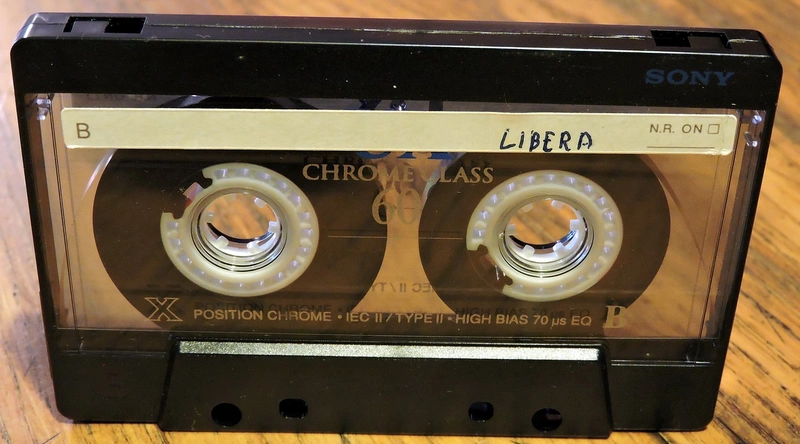 SONY
B LIBERA N.R. ON
CHROME CLASS
60
X POSITION CHROME · IEC II / TYPE II · HIGH BIAS 70 µs EQ B